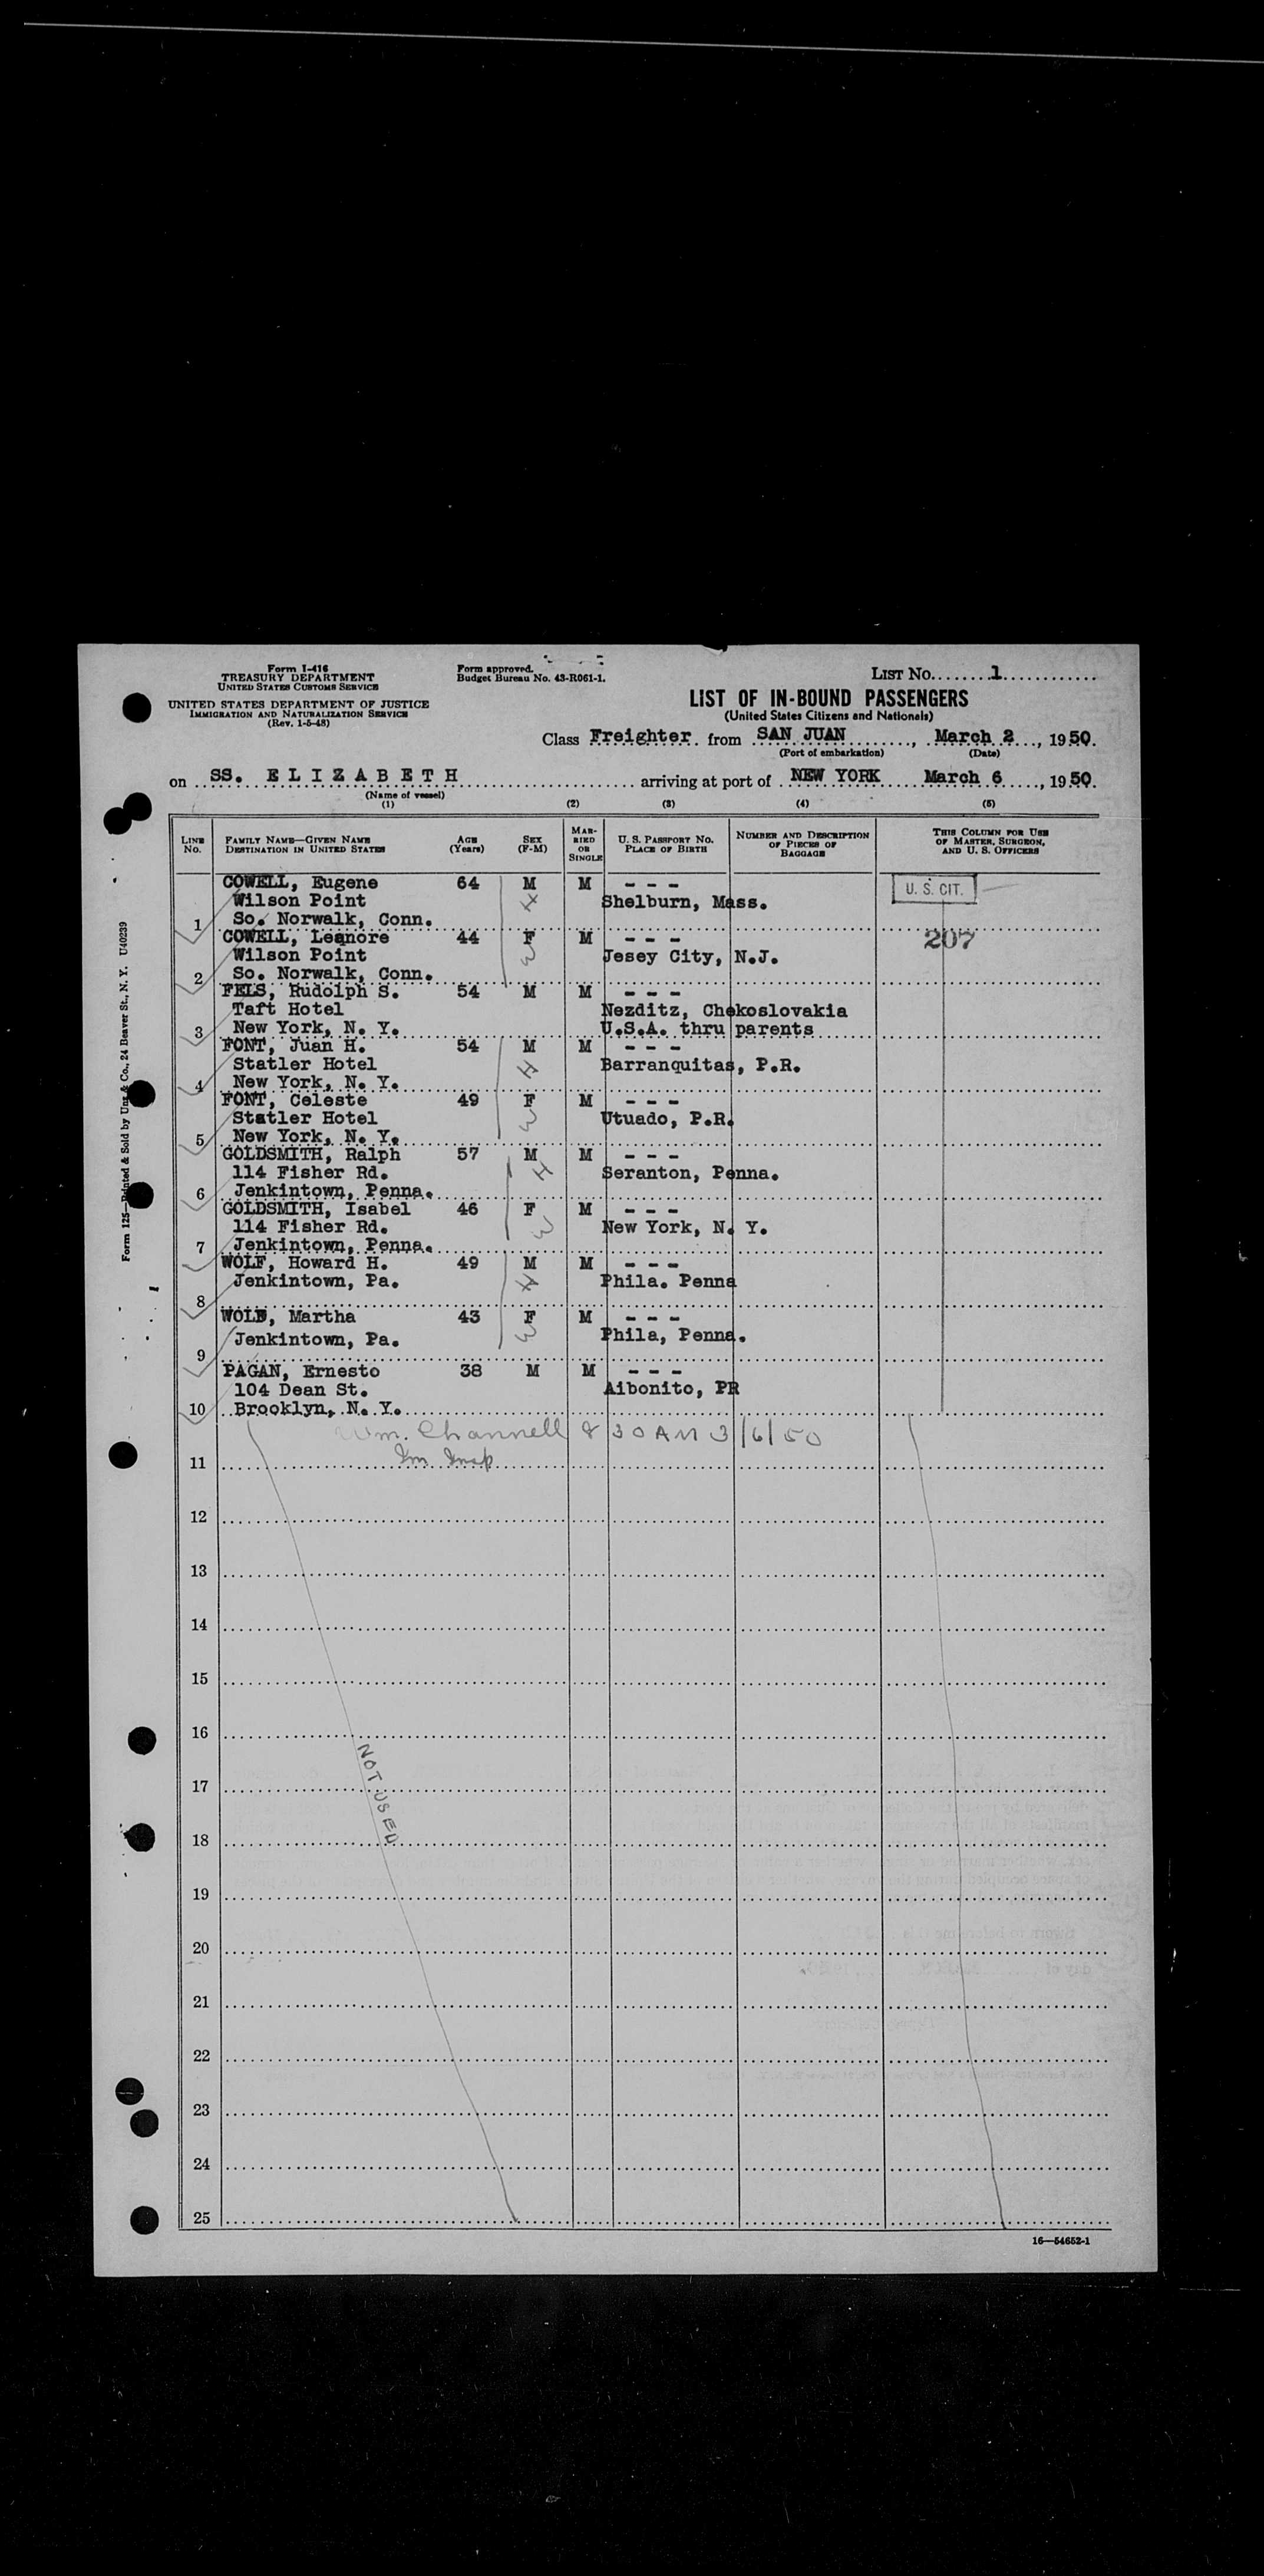 Form I-416
TREASURY DEPARTMENT
UNITED STATES CUSTOMS SERVICE
UNITED STATES DEPARTMENT OF JUSTICE
IMMIGRATION AND NATURALIZATION SERVICE
(Rev. 1-5-48)
Form approved.
Budget Bureau No. 43-R061-1.
LIST No. 1
LIST OF IN-BOUND PASSENGERS
(United States Citizens and Nationals)
Class Freighter from SAN JUAN, March 2, 1950.
(Port of embarkation) (Date)
on SS. ELIZABETH arriving at port of NEW YORK March 6, 1950.
(Name of vessel)
(1) (2) (3) (4) (5)
LINE No. FAMILY NAME—GIVEN NAME DESTINATION IN UNITED STATES AGE (Years) SEX (F-M) MARRIED OR SINGLE U. S. PASSPORT NO. PLACE OF BIRTH NUMBER AND DESCRIPTION OF PIECES OF BAGGAGE THIS COLUMN FOR USE OF MASTER, SURGEON, AND U. S. OFFICERS
COWELL, Eugene 64 M M - - - U. S. CIT.
Wilson Point H Shelburn, Mass.
1 So. Norwalk, Conn.
COWELL, Leanore 44 F M - - - 207
Wilson Point W Jesey City, N.J.
2 So. Norwalk, Conn.
FELS, Rudolph S. 54 M M - - -
Taft Hotel Nezditz, Chekoslovakia
3 New York, N. Y. U.S.A. thru parents
FONT, Juan H. 54 M M - - -
Statler Hotel H Barranquitas, P.R.
4 New York, N. Y.
FONT, Celeste 49 F M - - -
Statler Hotel W Utuado, P.R.
5 New York, N. Y.
GOLDSMITH, Ralph 57 M M - - -
114 Fisher Rd. H Seranton, Penna.
6 Jenkintown, Penna.
GOLDSMITH, Isabel 46 F M - - -
114 Fisher Rd. W New York, N. Y.
7 Jenkintown, Penna.
WOLF, Howard H. 49 M M - - -
Jenkintown, Pa. H Phila. Penna
8
WOLF, Martha 43 F M - - -
Jenkintown, Pa. W Phila, Penna.
9
PAGAN, Ernesto 38 M M - - -
104 Dean St. Aibonito, PR
10 Brooklyn, N. Y.
Wm. Channell 8 30 AM 3/6/50
11 Im Insp
12
13
14
15
16
NOT USED
17
18
19
20
21
22
23
24
25
16—54652-1
Form 125—Printed & Sold by Unz & Co., 24 Beaver St., N. Y. U40239